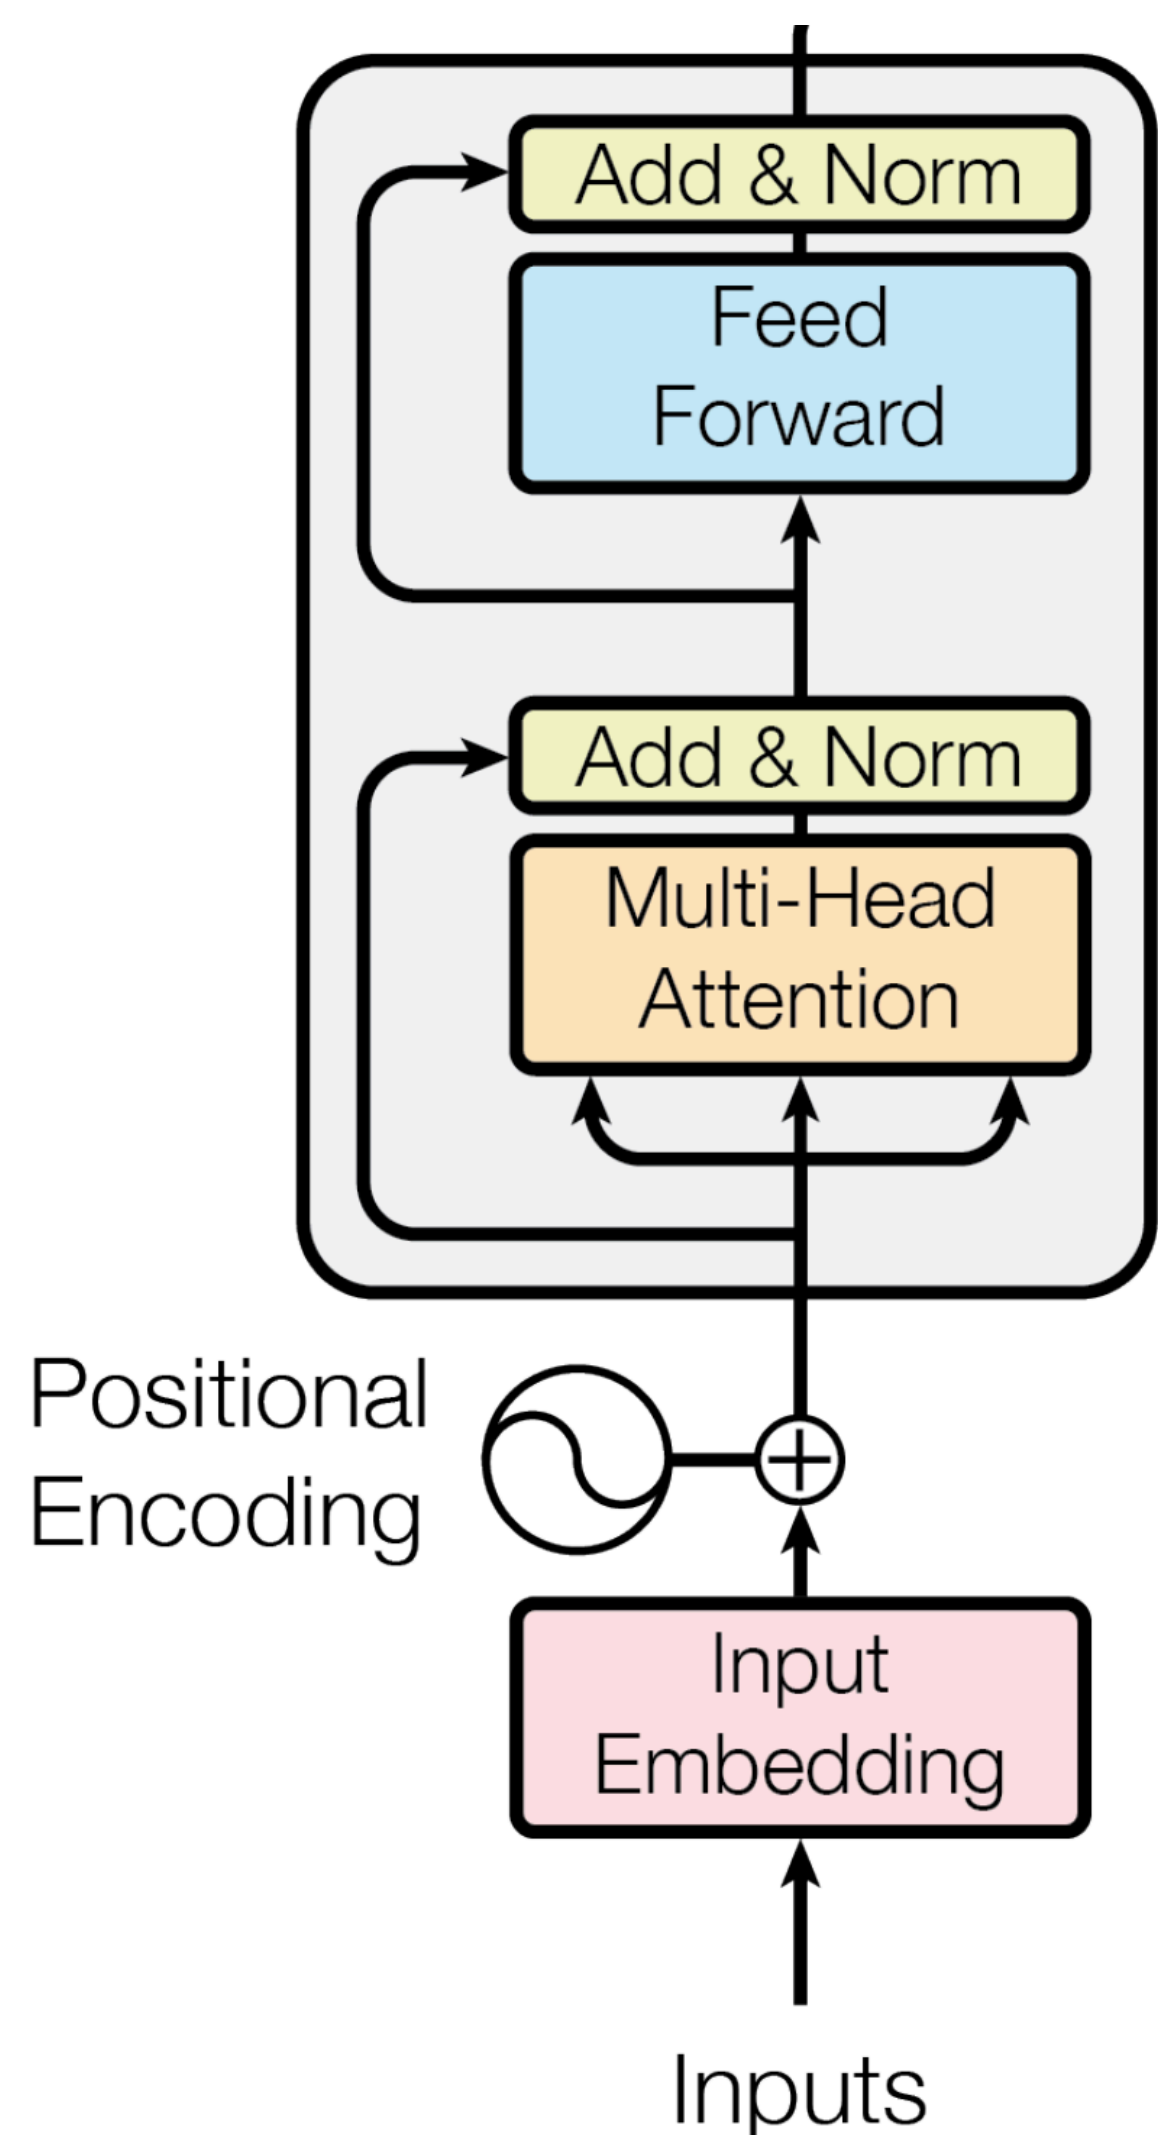 Add & Norm
Feed
Forward
Add & Norm
Multi-Head
Attention
Positional
Encoding
Input
Embedding
Inputs